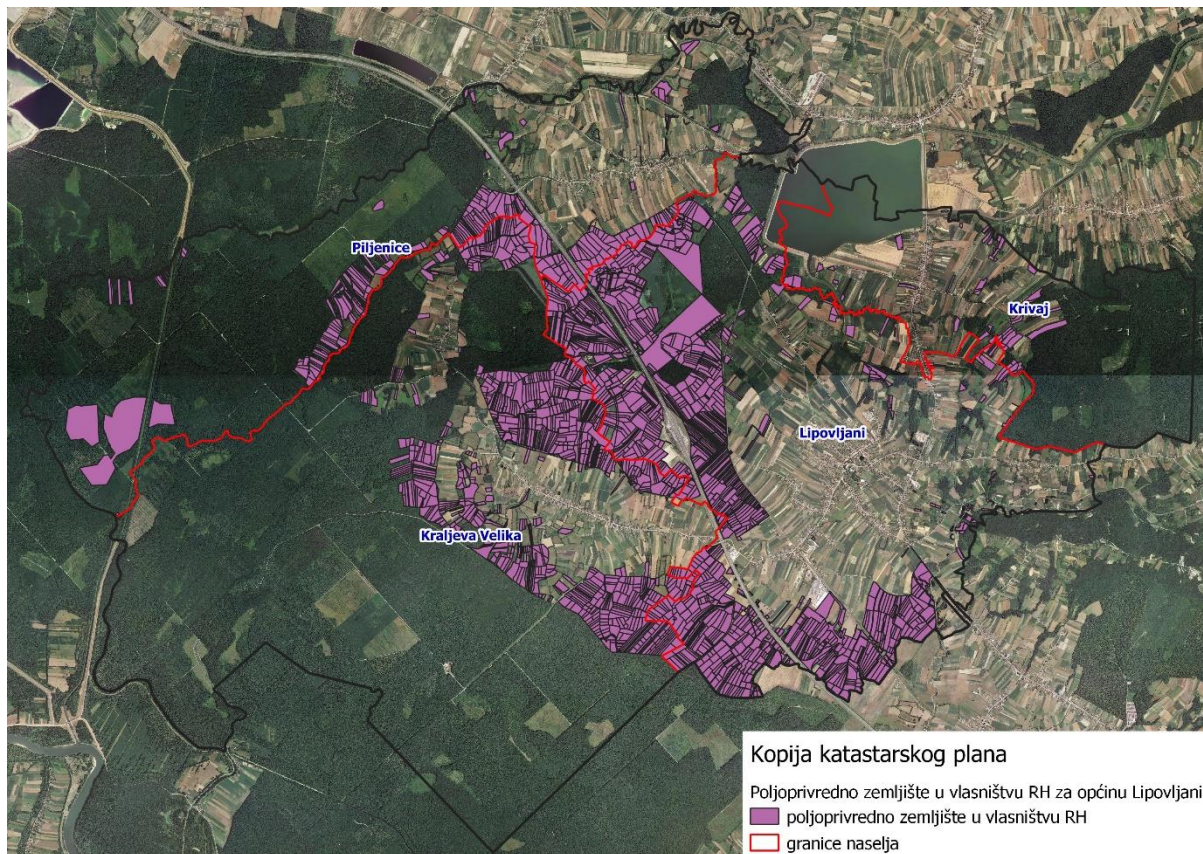 Piljenice
Krivaj
Lipovljani
Kraljeva Velika
Kopija katastarskog plana
Poljoprivredno zemljište u vlasništvu RH za općinu Lipovljani
poljoprivredno zemljište u vlasništvu RH
granice naselja